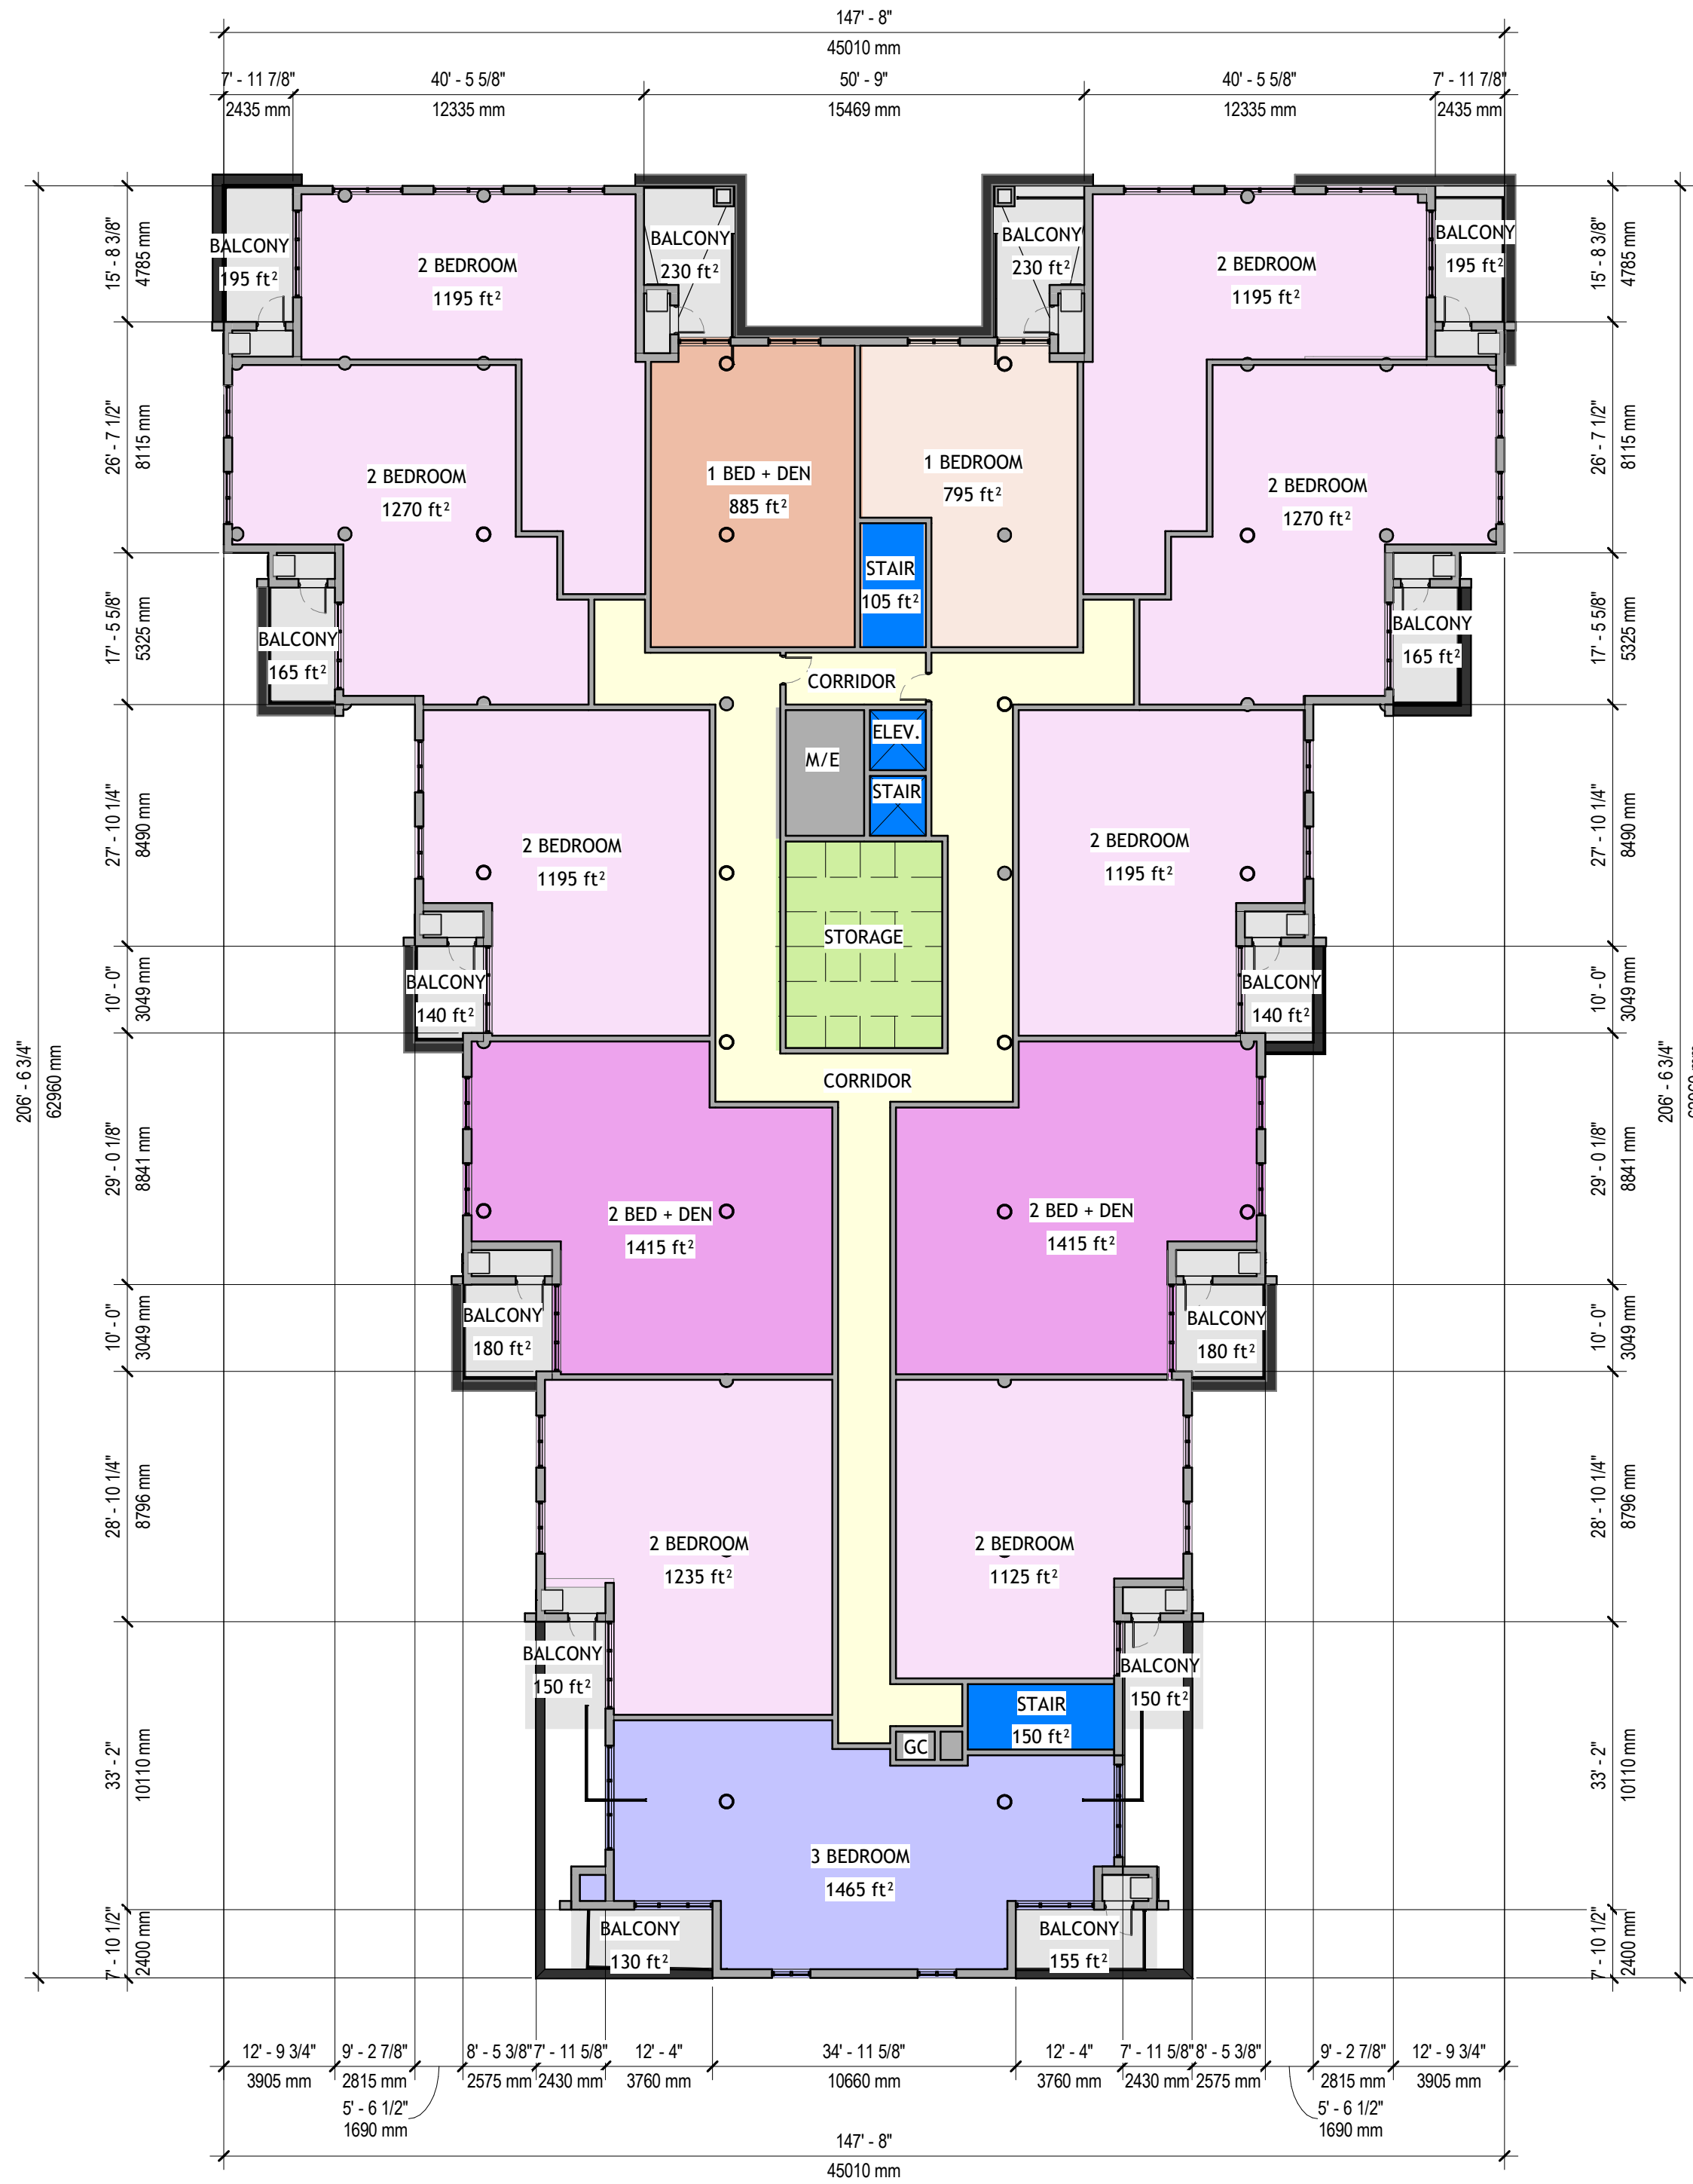 147' - 8"
45010 mm
7' - 11 7/8"
40' - 5 5/8"
50' - 9"
40' - 5 5/8"
7' - 11 7/8"
2435 mm
12335 mm
15469 mm
12335 mm
2435 mm
15' - 8 3/8"
4785 mm
BALCONY
195 ft²
2 BEDROOM
1195 ft²
BALCONY
230 ft²
BALCONY
230 ft²
2 BEDROOM
1195 ft²
BALCONY
195 ft²
15' - 8 3/8"
4785 mm
26' - 7 1/2"
8115 mm
2 BEDROOM
1270 ft²
1 BED + DEN
885 ft²
1 BEDROOM
795 ft²
2 BEDROOM
1270 ft²
26' - 7 1/2"
8115 mm
STAIR
105 ft²
17' - 5 5/8"
5325 mm
BALCONY
165 ft²
CORRIDOR
BALCONY
165 ft²
17' - 5 5/8"
5325 mm
M/E
ELEV.
STAIR
27' - 10 1/4"
8490 mm
2 BEDROOM
1195 ft²
2 BEDROOM
1195 ft²
27' - 10 1/4"
8490 mm
STORAGE
10' - 0"
3049 mm
BALCONY
140 ft²
BALCONY
140 ft²
10' - 0"
3049 mm
206' - 6 3/4"
62960 mm
CORRIDOR
206' - 6 3/4"
29' - 0 1/8"
8841 mm
2 BED + DEN
1415 ft²
2 BED + DEN
1415 ft²
29' - 0 1/8"
8841 mm
10' - 0"
3049 mm
BALCONY
180 ft²
BALCONY
180 ft²
10' - 0"
3049 mm
28' - 10 1/4"
8796 mm
2 BEDROOM
1235 ft²
2 BEDROOM
1125 ft²
28' - 10 1/4"
8796 mm
BALCONY
150 ft²
BALCONY
150 ft²
STAIR
150 ft²
GC
33' - 2"
10110 mm
33' - 2"
10110 mm
3 BEDROOM
1465 ft²
7' - 10 1/2"
2400 mm
BALCONY
130 ft²
BALCONY
155 ft²
7' - 10 1/2"
2400 mm
12' - 9 3/4"
9' - 2 7/8"
8' - 5 3/8"
7' - 11 5/8"
12' - 4"
34' - 11 5/8"
12' - 4"
7' - 11 5/8"
8' - 5 3/8"
9' - 2 7/8"
12' - 9 3/4"
3905 mm
2815 mm
2575 mm
2430 mm
3760 mm
10660 mm
3760 mm
2430 mm
2575 mm
2815 mm
3905 mm
5' - 6 1/2"
1690 mm
5' - 6 1/2"
1690 mm
147' - 8"
45010 mm